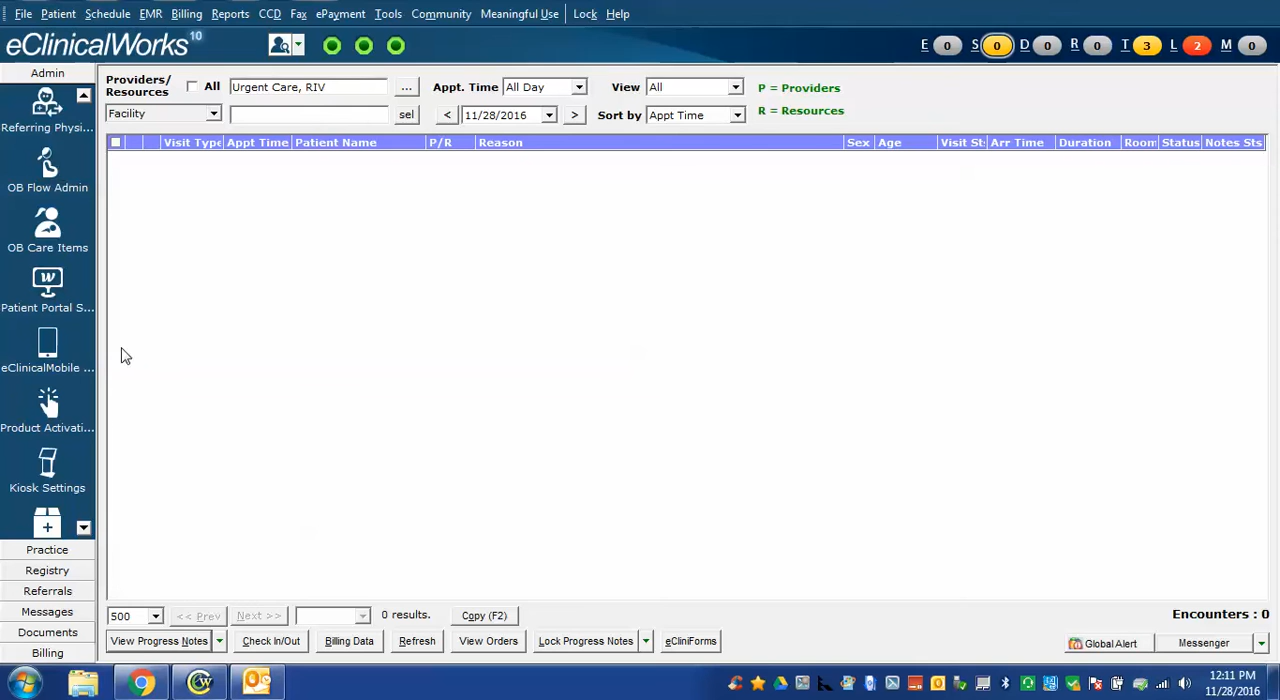 File Patient Schedule EMR Billing Reports CCD Fax ePayment Tools Community Meaningful Use Lock Help
eClinicalWorks 10
E 0 S 0 D 0 R 0 T 3 L 2 M 0
Admin
Referring Physi...
OB Flow Admin
OB Care Items
Patient Portal S...
eClinicalMobile ...
Product Activati...
Kiosk Settings
Practice
Registry
Referrals
Messages
Documents
Billing
Providers/ Resources All Urgent Care, RIV ... Appt. Time All Day View All P = Providers
Facility sel < 11/28/2016 > Sort by Appt Time R = Resources
Visit Type Appt Time Patient Name P/R Reason Sex Age Visit St: Arr Time Duration Room Status Notes Sts
500 << Prev Next >> 0 results. Copy (F2) Encounters : 0
View Progress Notes Check In/Out Billing Data Refresh View Orders Lock Progress Notes eCliniForms Global Alert Messenger
12:11 PM
11/28/2016